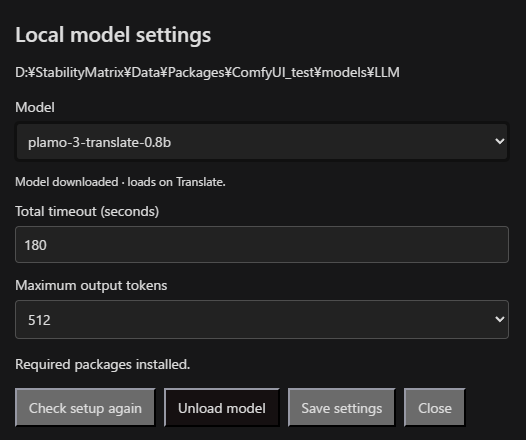 Local model settings
D:¥StabilityMatrix¥Data¥Packages¥ComfyUI_test¥models¥LLM
Model
plamo-3-translate-0.8b
Model downloaded · loads on Translate.
Total timeout (seconds)
180
Maximum output tokens
512
Required packages installed.
Check setup again Unload model Save settings Close